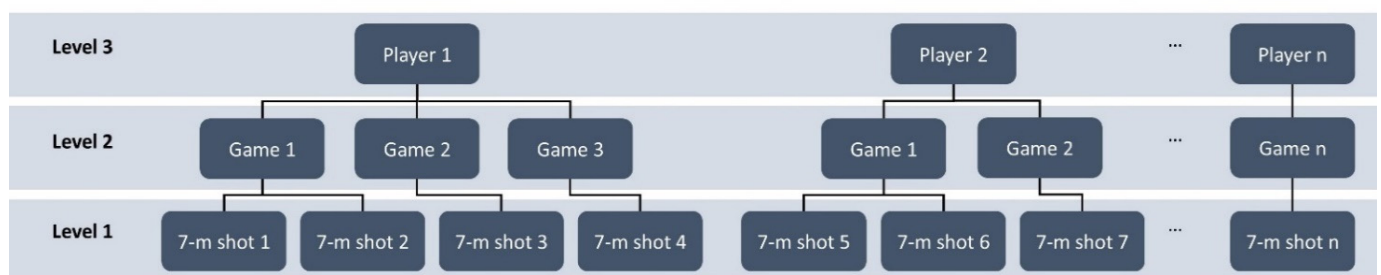 Level 3 Player 1 Player 2 ... Player n
Level 2 Game 1 Game 2 Game 3 Game 1 Game 2 ... Game n
Level 1 7-m shot 1 7-m shot 2 7-m shot 3 7-m shot 4 7-m shot 5 7-m shot 6 7-m shot 7 ... 7-m shot n